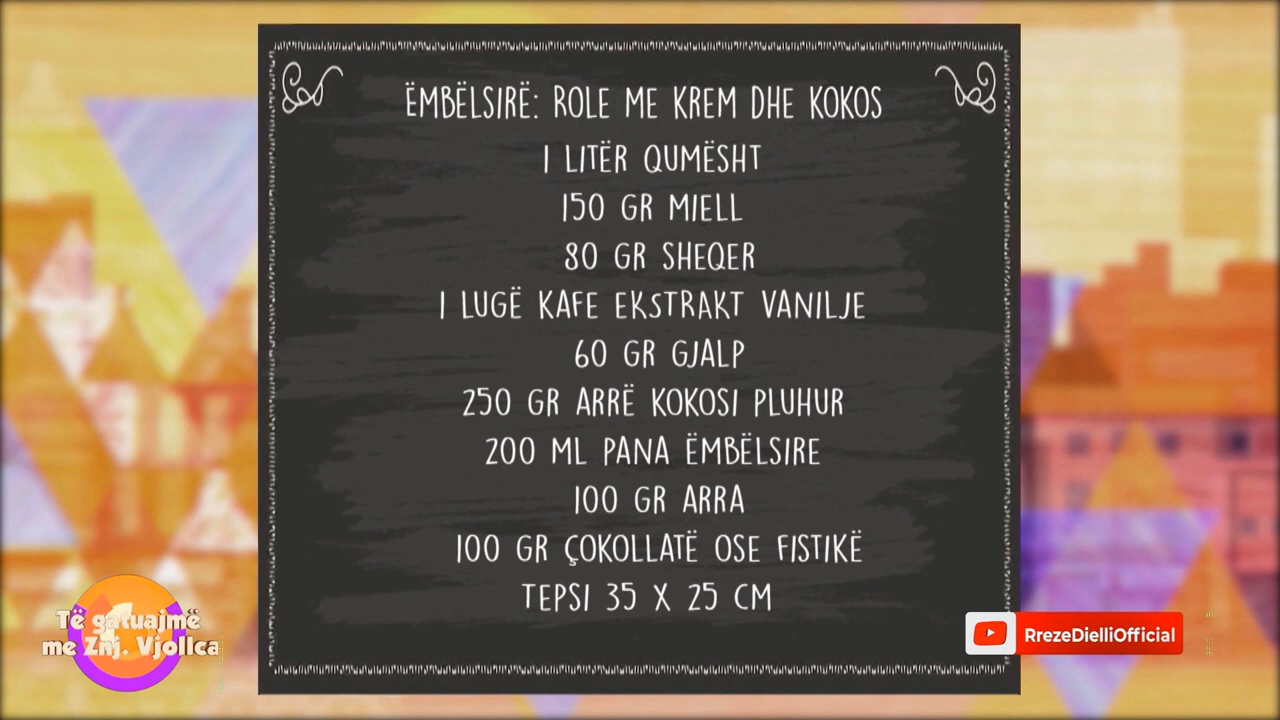 ËMBËLSIRË: ROLE ME KREM DHE KOKOS
1 LITËR QUMËSHT
150 GR MIELL
80 GR SHEQER
1 LUGË KAFE EKSTRAKT VANILJE
60 GR GJALP
250 GR ARRË KOKOSI PLUHUR
200 ML PANA ËMBËLSIRE
100 GR ARRA
100 GR ÇOKOLLATË OSE FISTIKË
TEPSI 35 X 25 CM
Të gatuajmë
me Znj. Vjollca
RrezeDielliOfficial